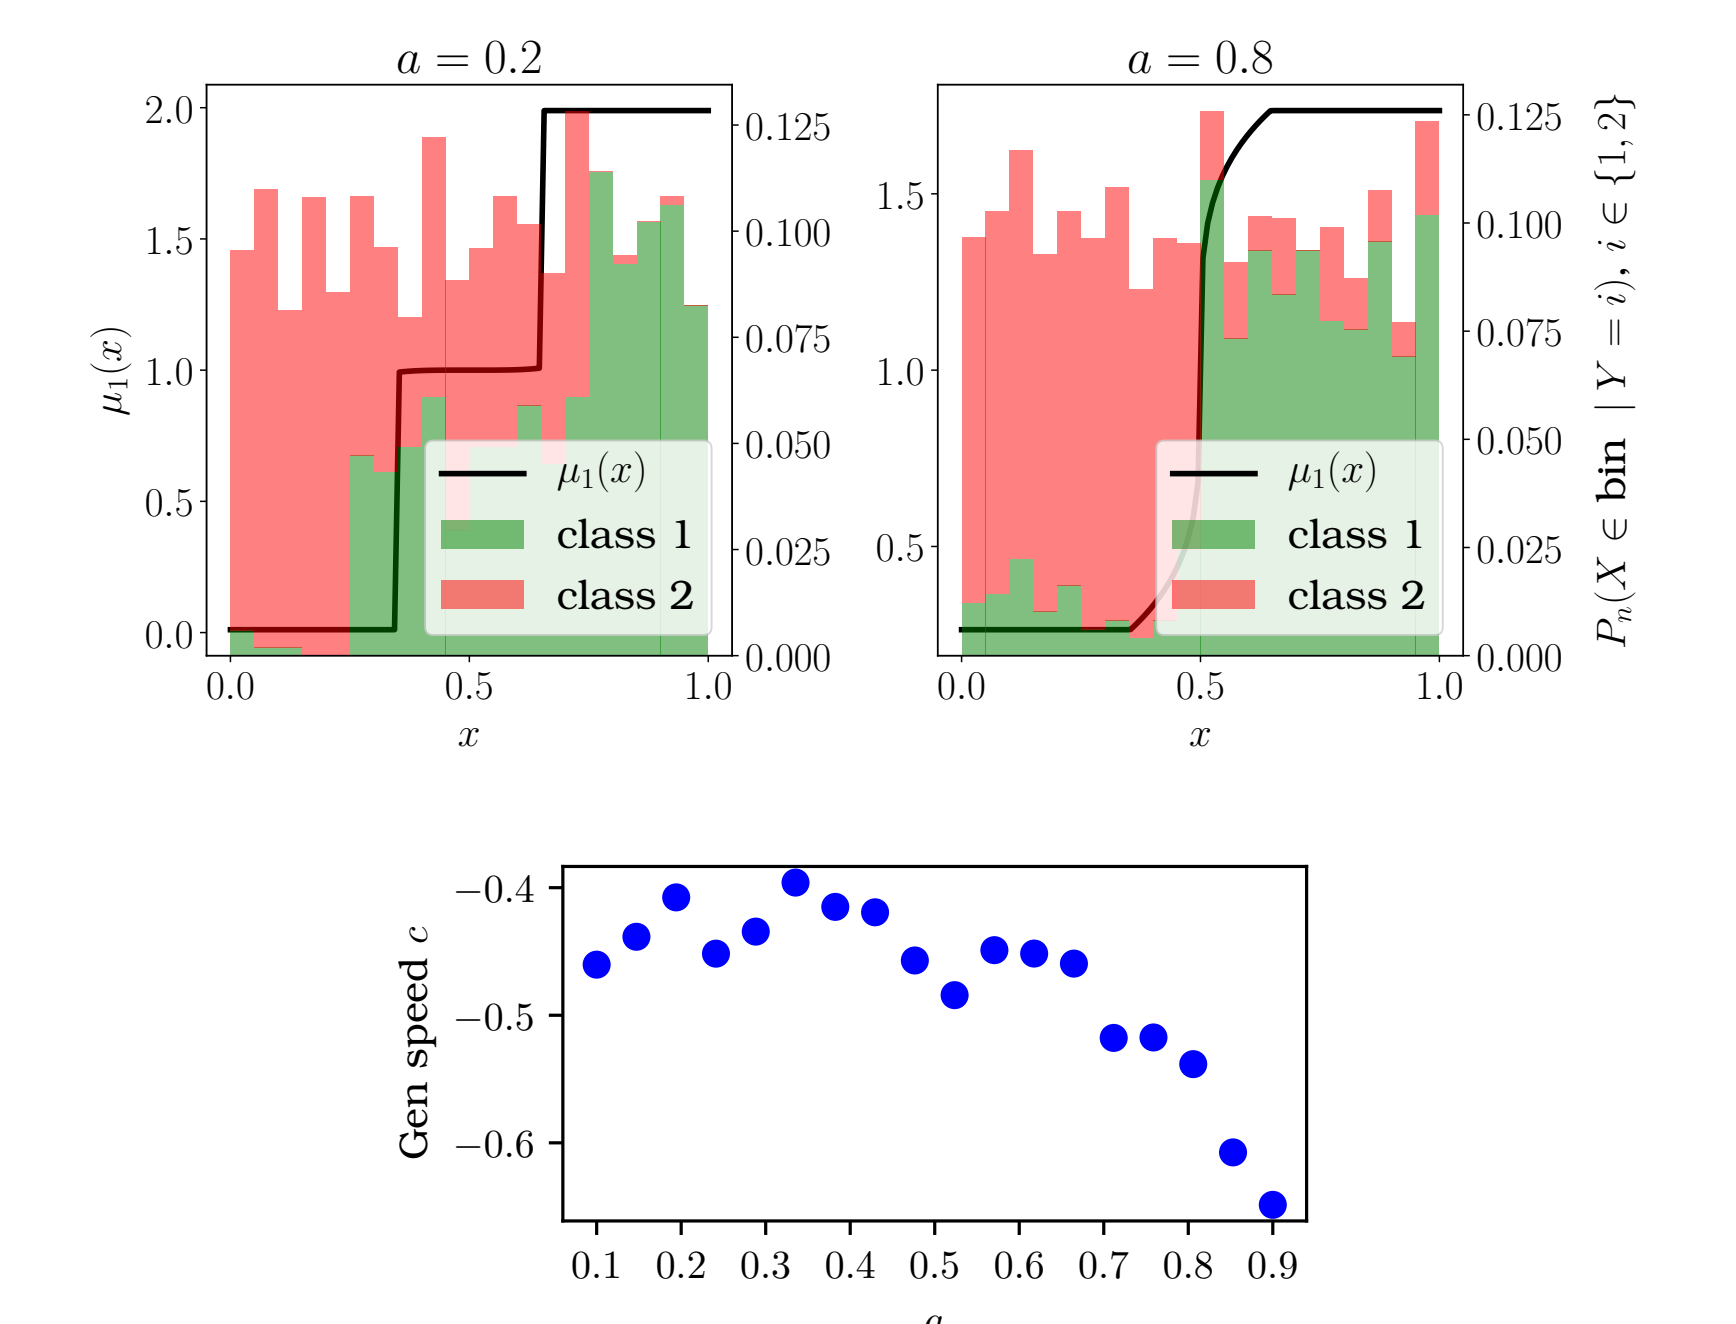 a = 0.2
2.0
1.5
1.0
0.5
0.0
μ₁(x)
0.125
0.100
0.075
0.050
0.025
0.000
μ₁(x)
class 1
class 2
0.0 0.5 1.0
x
a = 0.8
1.5
1.0
0.5
0.125
0.100
0.075
0.050
0.025
0.000
Pₙ(X ∈ bin | Y = i), i ∈ {1, 2}
μ₁(x)
class 1
class 2
0.0 0.5 1.0
x
−0.4
−0.5
−0.6
Gen speed c
0.1 0.2 0.3 0.4 0.5 0.6 0.7 0.8 0.9
a